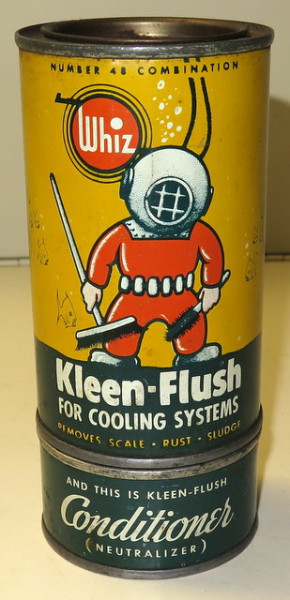 NUMBER 48 COMBINATION
Whiz
Kleen-Flush
FOR COOLING SYSTEMS
REMOVES SCALE • RUST • SLUDGE
AND THIS IS KLEEN-FLUSH
Conditioner
(NEUTRALIZER)